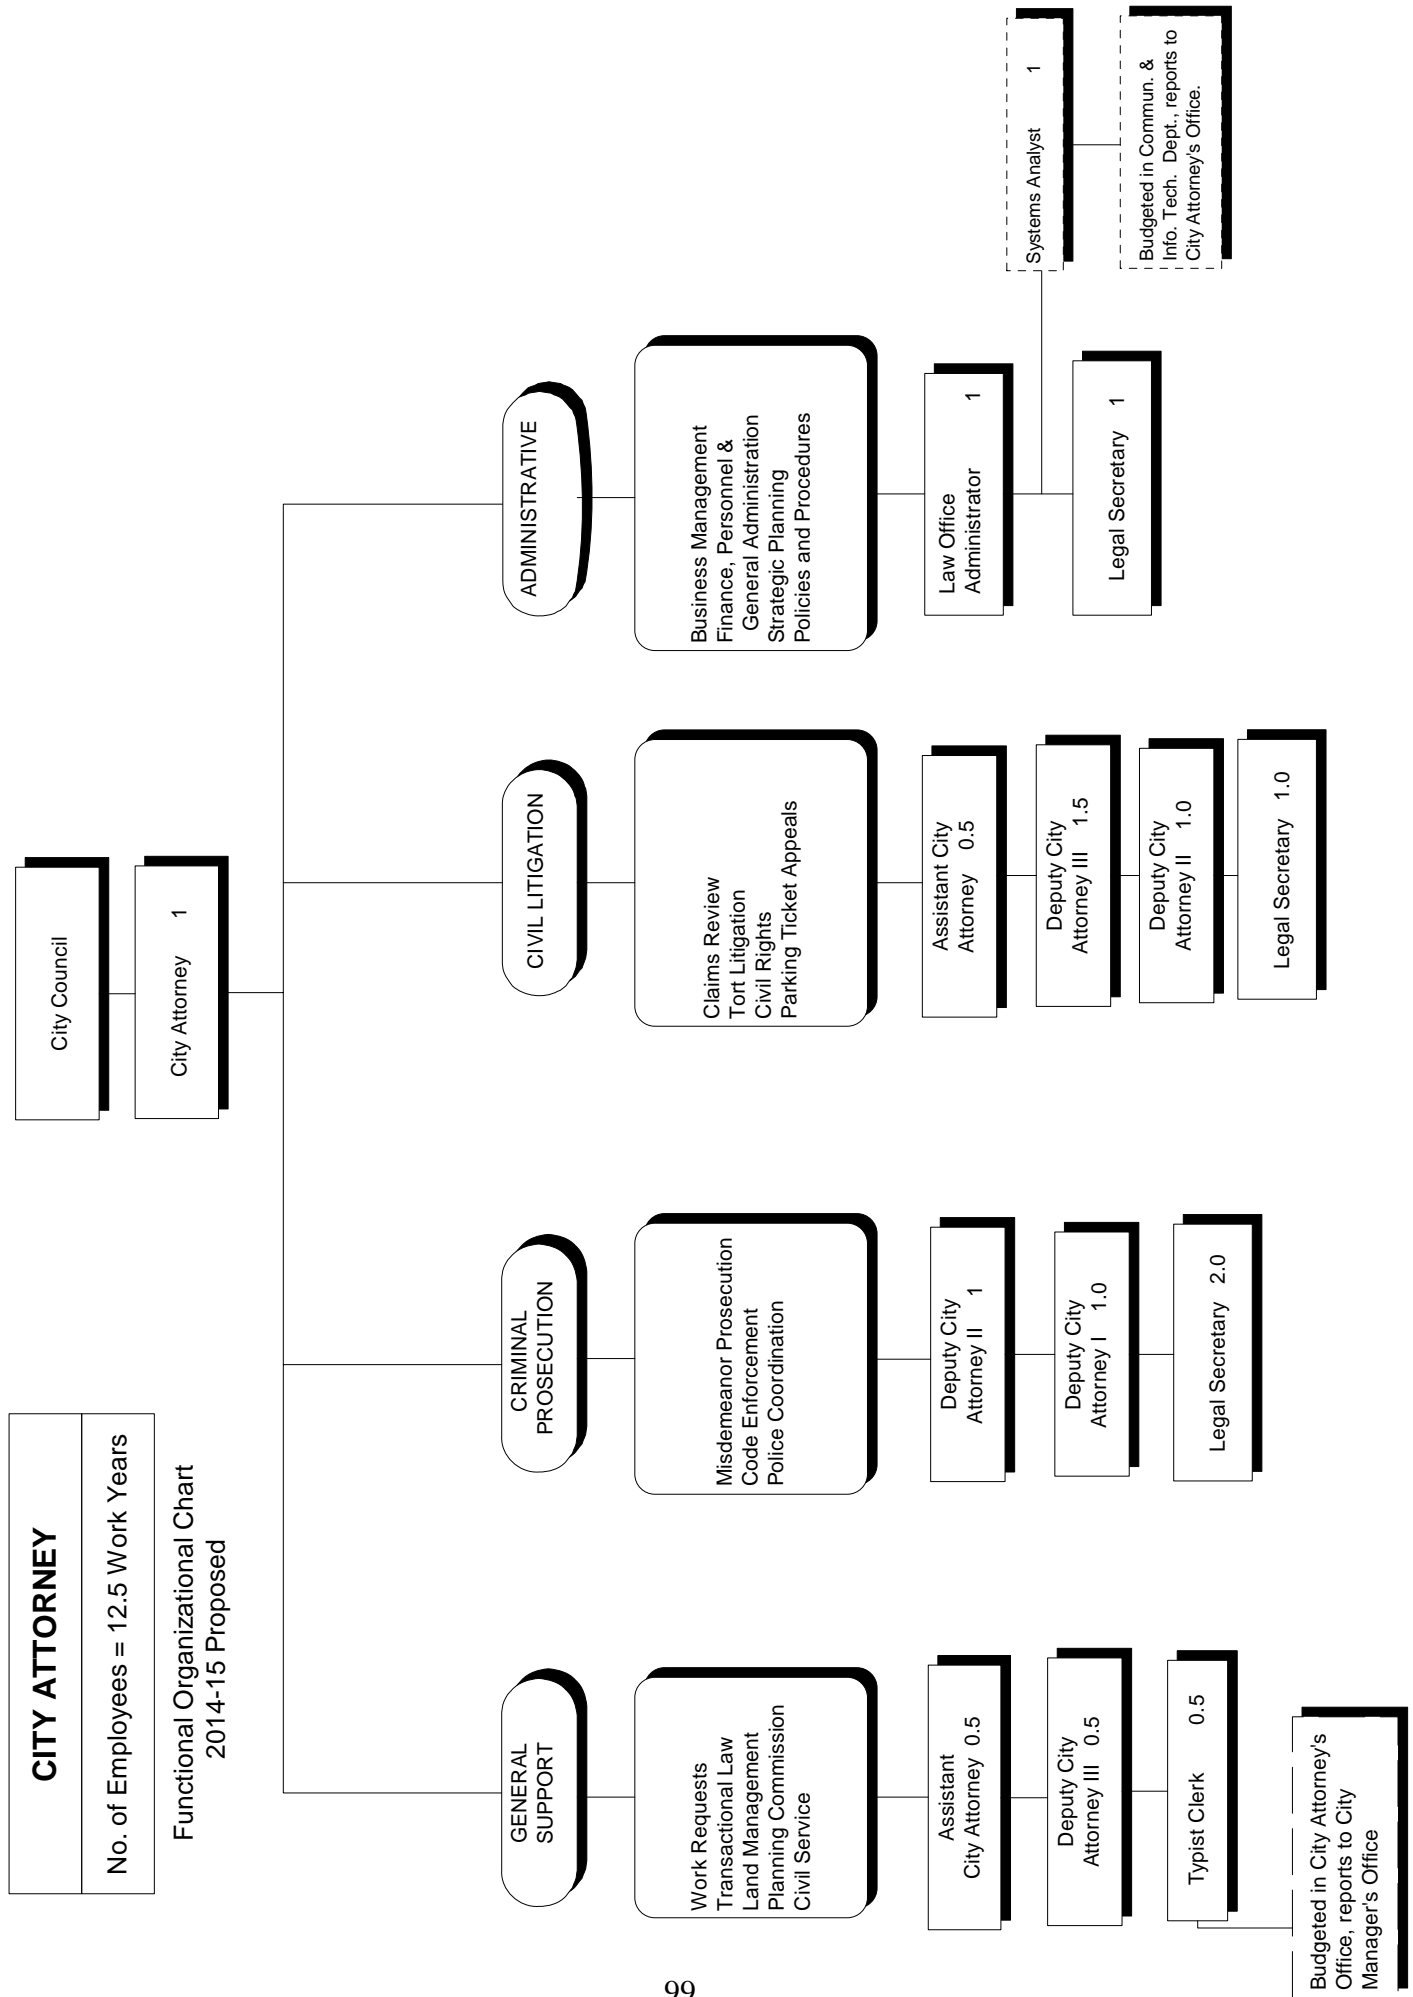 CITY ATTORNEY
No. of Employees = 12.5 Work Years
Functional Organizational Chart
2014-15 Proposed
City Council
City Attorney 1
GENERAL
SUPPORT
Work Requests
Transactional Law
Land Management
Planning Commission
Civil Service
Assistant
City Attorney 0.5
Deputy City
Attorney III 0.5
Typist Clerk 0.5
Budgeted in City Attorney's
Office, reports to City
Manager's Office
CRIMINAL
PROSECUTION
Misdemeanor Prosecution
Code Enforcement
Police Coordination
Deputy City
Attorney II 1
Deputy City
Attorney I 1.0
Legal Secretary 2.0
CIVIL LITIGATION
Claims Review
Tort Litigation
Civil Rights
Parking Ticket Appeals
Assistant City
Attorney 0.5
Deputy City
Attorney III 1.5
Deputy City
Attorney II 1.0
Legal Secretary 1.0
ADMINISTRATIVE
Business Management
Finance, Personnel &
General Administration
Strategic Planning
Policies and Procedures
Law Office
Administrator 1
Legal Secretary 1
Systems Analyst 1
Budgeted in Commun. &
Info. Tech. Dept., reports to
City Attorney's Office.
99